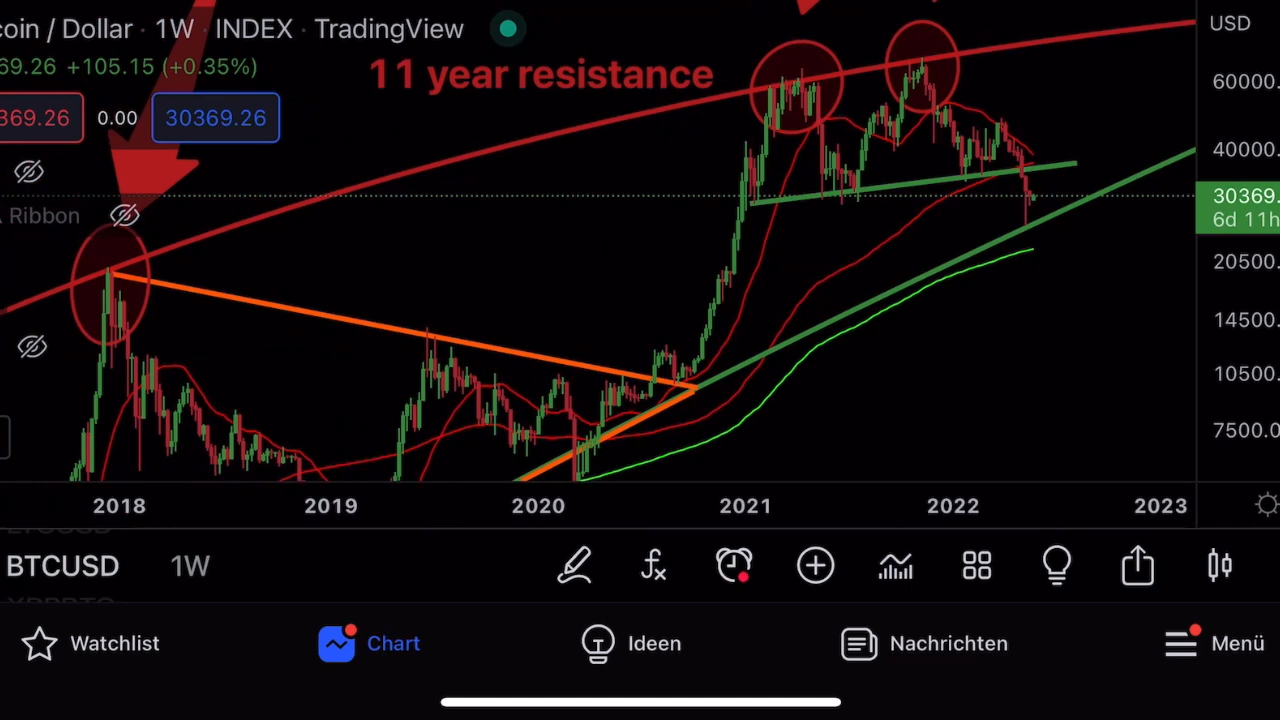 coin / Dollar · 1W · INDEX · TradingView
USD
69.26 +105.15 (+0.35%)
11 year resistance
60000.
369.26 0.00 30369.26
40000.
30369.
6d 11h
Ribbon
20500.
14500.
10500.
7500.0
2018 2019 2020 2021 2022 2023
BTCUSD 1W
Watchlist Chart Ideen Nachrichten Menü